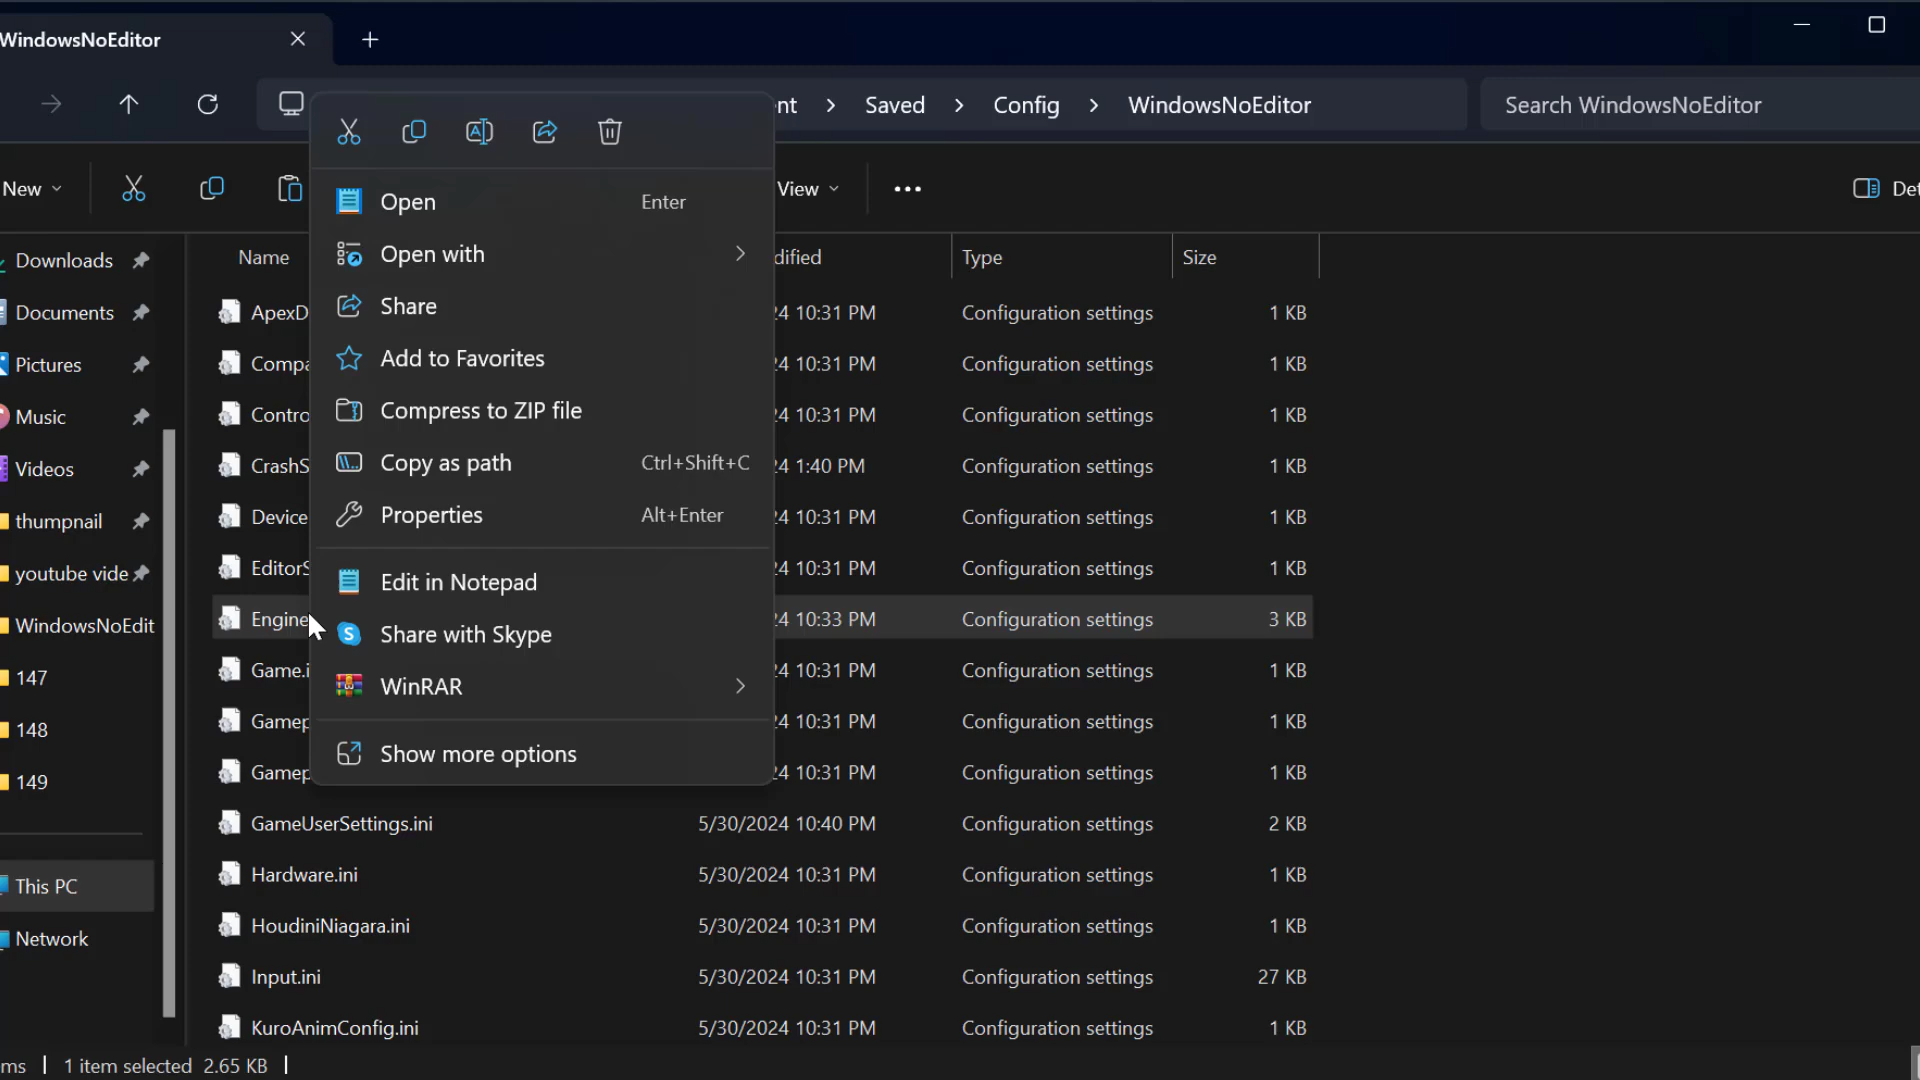 WindowsNoEditor
nt > Saved > Config > WindowsNoEditor
Search WindowsNoEditor
New
View
Det
Open Enter
Open with
Share
Add to Favorites
Compress to ZIP file
Copy as path Ctrl+Shift+C
Properties Alt+Enter
Edit in Notepad
Share with Skype
WinRAR
Show more options
Downloads
Documents
Pictures
Music
Videos
thumpnail
youtube vide
WindowsNoEdit
147
148
149
This PC
Network
Name dified Type Size
ApexD 24 10:31 PM Configuration settings 1 KB
Compa 24 10:31 PM Configuration settings 1 KB
Contro 24 10:31 PM Configuration settings 1 KB
CrashS 24 1:40 PM Configuration settings 1 KB
Device 24 10:31 PM Configuration settings 1 KB
EditorS 24 10:31 PM Configuration settings 1 KB
Engine 24 10:33 PM Configuration settings 3 KB
Game.i 24 10:31 PM Configuration settings 1 KB
Gamep 24 10:31 PM Configuration settings 1 KB
Gamep 24 10:31 PM Configuration settings 1 KB
GameUserSettings.ini 5/30/2024 10:40 PM Configuration settings 2 KB
Hardware.ini 5/30/2024 10:31 PM Configuration settings 1 KB
HoudiniNiagara.ini 5/30/2024 10:31 PM Configuration settings 1 KB
Input.ini 5/30/2024 10:31 PM Configuration settings 27 KB
KuroAnimConfig.ini 5/30/2024 10:31 PM Configuration settings 1 KB
ms | 1 item selected 2.65 KB |